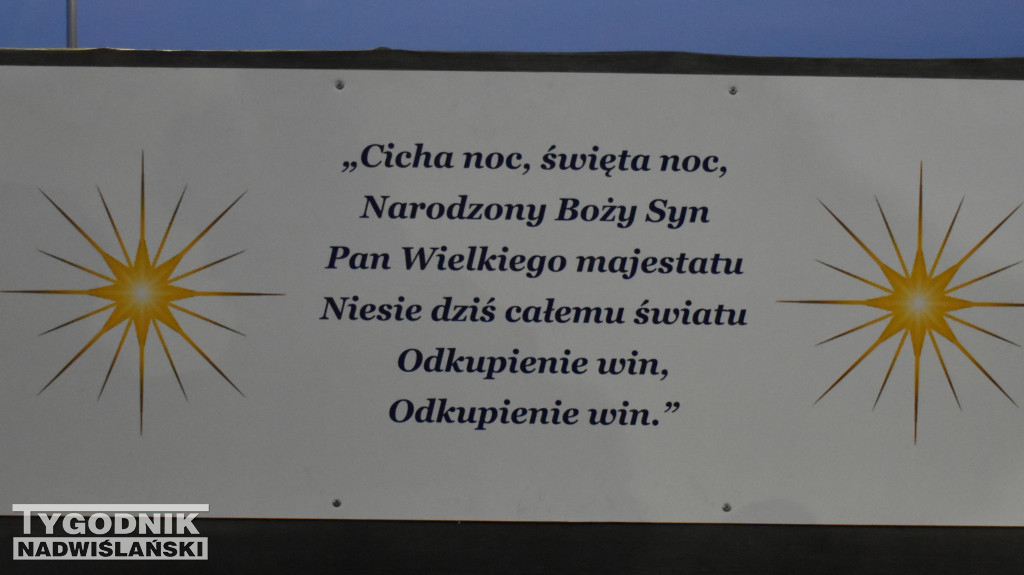 „Cicha noc, święta noc,
Narodzony Boży Syn
Pan Wielkiego majestatu
Niesie dziś całemu światu
Odkupienie win,
Odkupienie win.”
TYGODNIK
NADWIŚLAŃSKI